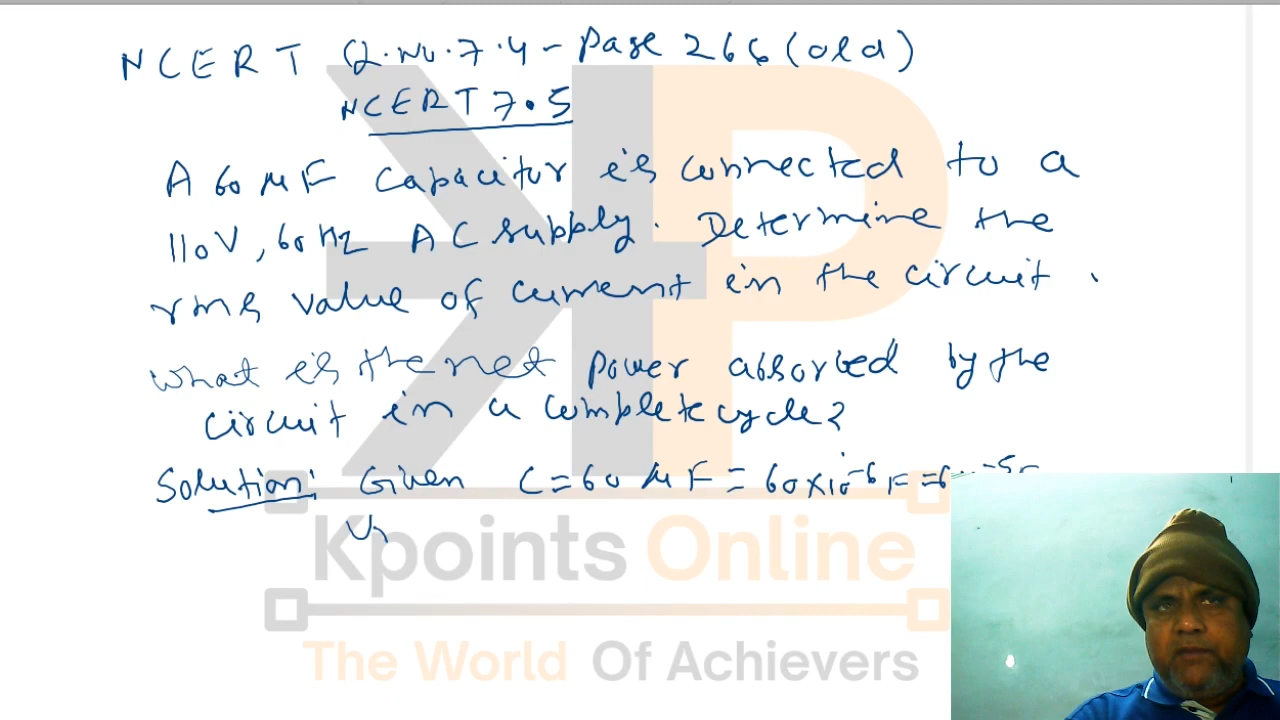 NCERT Q.No.7.4 - Page 266 (old)
NCERT 7.5
A 60 μF capacitor is connected to a
110V, 60 Hz AC supply. Determine the
rms value of current in the circuit.
What is the net power absorbed by the
circuit in a complete cycle?
Solution: Given C = 60 μF = 60×10⁻⁶ F =
Kpoints Online
The World Of Achievers